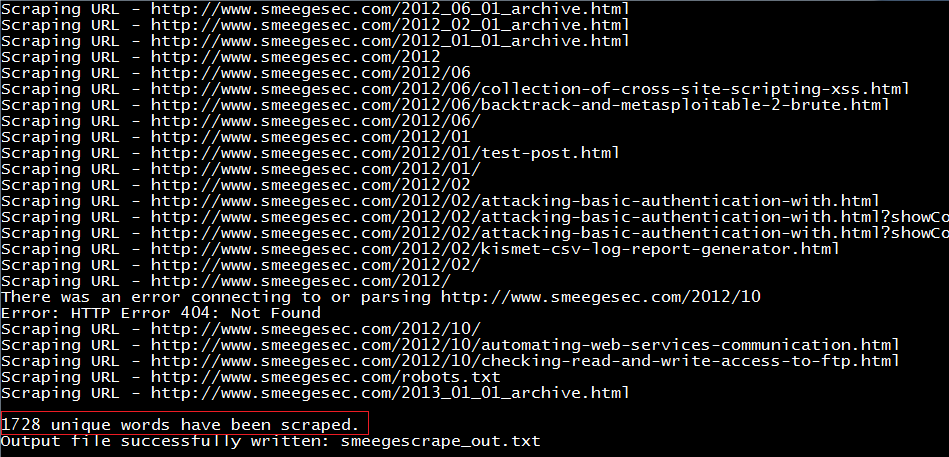 Scraping URL - http://www.smeegesec.com/2012_06_01_archive.html
Scraping URL - http://www.smeegesec.com/2012_02_01_archive.html
Scraping URL - http://www.smeegesec.com/2012_01_01_archive.html
Scraping URL - http://www.smeegesec.com/2012
Scraping URL - http://www.smeegesec.com/2012/06
Scraping URL - http://www.smeegesec.com/2012/06/collection-of-cross-site-scripting-xss.html
Scraping URL - http://www.smeegesec.com/2012/06/backtrack-and-metasploitable-2-brute.html
Scraping URL - http://www.smeegesec.com/2012/06/
Scraping URL - http://www.smeegesec.com/2012/01
Scraping URL - http://www.smeegesec.com/2012/01/test-post.html
Scraping URL - http://www.smeegesec.com/2012/01/
Scraping URL - http://www.smeegesec.com/2012/02
Scraping URL - http://www.smeegesec.com/2012/02/attacking-basic-authentication-with.html
Scraping URL - http://www.smeegesec.com/2012/02/attacking-basic-authentication-with.html?showCo
Scraping URL - http://www.smeegesec.com/2012/02/attacking-basic-authentication-with.html?showCo
Scraping URL - http://www.smeegesec.com/2012/02/kismet-csv-log-report-generator.html
Scraping URL - http://www.smeegesec.com/2012/02/
Scraping URL - http://www.smeegesec.com/2012/
There was an error connecting to or parsing http://www.smeegesec.com/2012/10
Error: HTTP Error 404: Not Found
Scraping URL - http://www.smeegesec.com/2012/10/
Scraping URL - http://www.smeegesec.com/2012/10/automating-web-services-communication.html
Scraping URL - http://www.smeegesec.com/2012/10/checking-read-and-write-access-to-ftp.html
Scraping URL - http://www.smeegesec.com/robots.txt
Scraping URL - http://www.smeegesec.com/2013_01_01_archive.html
1728 unique words have been scraped.
Output file successfully written: smeegescrape_out.txt